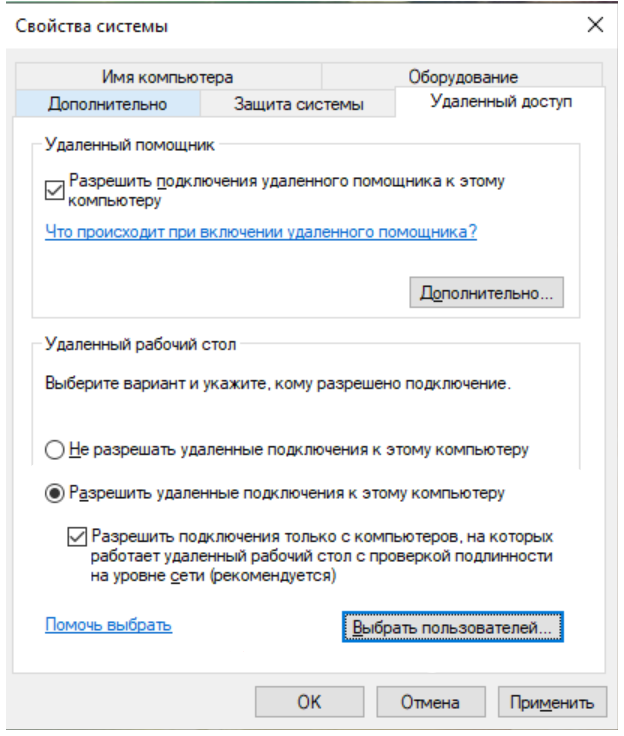 Свойства системы
Имя компьютера
Оборудование
Дополнительно
Защита системы
Удаленный доступ
Удаленный помощник
Разрешить подключения удаленного помощника к этому
компьютеру
Что происходит при включении удаленного помощника?
Дополнительно...
Удаленный рабочий стол
Выберите вариант и укажите, кому разрешено подключение.
Не разрешать удаленные подключения к этому компьютеру
Разрешить удаленные подключения к этому компьютеру
Разрешить подключения только с компьютеров, на которых
работает удаленный рабочий стол с проверкой подлинности
на уровне сети (рекомендуется)
Помочь выбрать
Выбрать пользователей...
ОК
Отмена
Применить